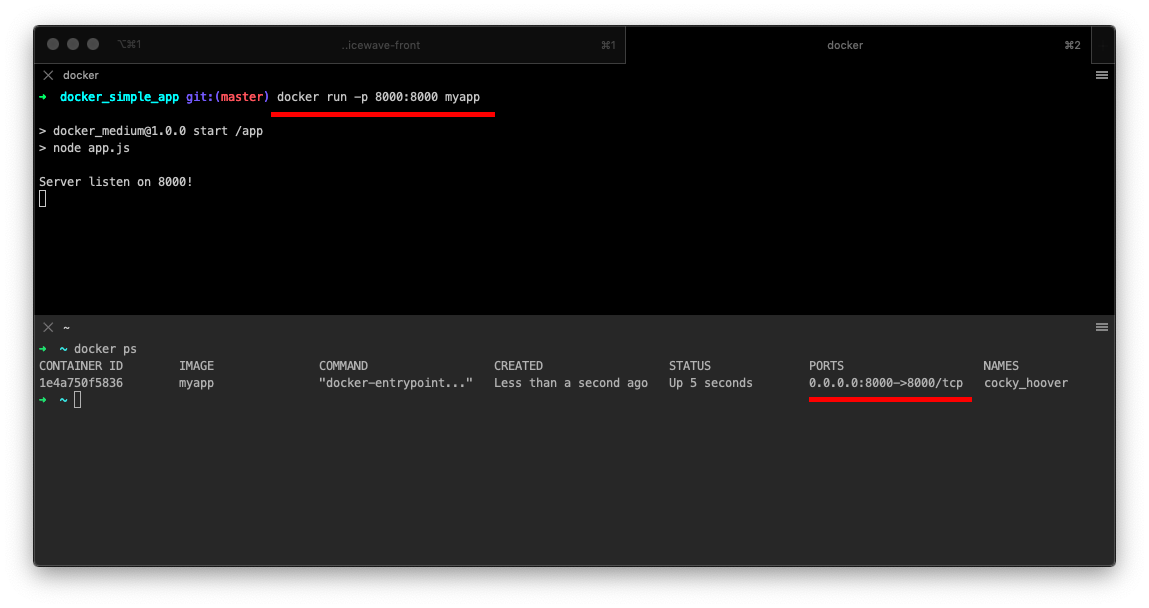 ⌥⌘1 ..icewave-front ⌘1 docker ⌘2
docker
➜ docker_simple_app git:(master) docker run -p 8000:8000 myapp
> docker_medium@1.0.0 start /app
> node app.js
Server listen on 8000!
~
➜ ~ docker ps
CONTAINER ID IMAGE COMMAND CREATED STATUS PORTS NAMES
1e4a750f5836 myapp "docker-entrypoint..." Less than a second ago Up 5 seconds 0.0.0.0:8000->8000/tcp cocky_hoover
➜ ~